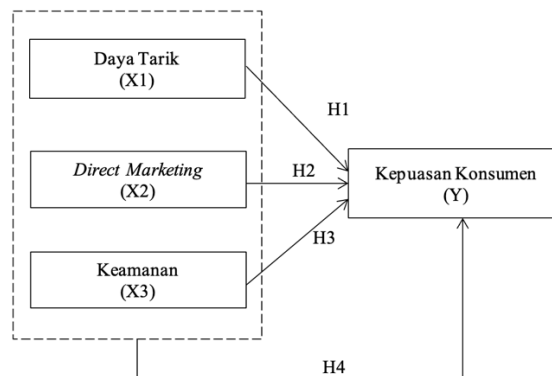 Daya Tarik
(X1)
H1
Direct Marketing
(X2)
H2
Kepuasan Konsumen
(Y)
H3
Keamanan
(X3)
H4